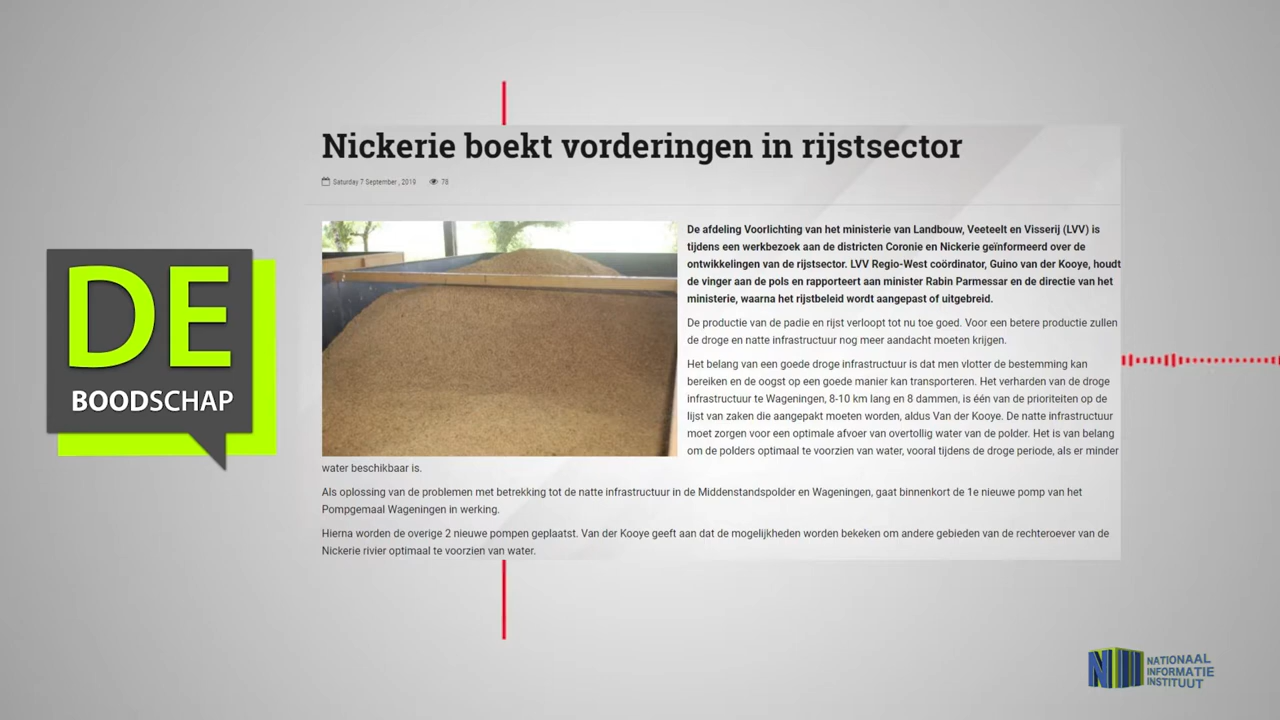 Nickerie boekt vorderingen in rijstsector
Saturday 7 September , 2019 78
De afdeling Voorlichting van het ministerie van Landbouw, Veeteelt en Visserij (LVV) is
tijdens een werkbezoek aan de districten Coronie en Nickerie geïnformeerd over de
ontwikkelingen van de rijstsector. LVV Regio-West coördinator, Guino van der Kooye, houdt
de vinger aan de pols en rapporteert aan minister Rabin Parmessar en de directie van het
ministerie, waarna het rijstbeleid wordt aangepast of uitgebreid.
De productie van de padie en rijst verloopt tot nu toe goed. Voor een betere productie zullen
de droge en natte infrastructuur nog meer aandacht moeten krijgen.
Het belang van een goede droge infrastructuur is dat men vlotter de bestemming kan
bereiken en de oogst op een goede manier kan transporteren. Het verharden van de droge
infrastructuur te Wageningen, 8-10 km lang en 8 dammen, is één van de prioriteiten op de
lijst van zaken die aangepakt moeten worden, aldus Van der Kooye. De natte infrastructuur
moet zorgen voor een optimale afvoer van overtollig water van de polder. Het is van belang
om de polders optimaal te voorzien van water, vooral tijdens de droge periode, als er minder
water beschikbaar is.
Als oplossing van de problemen met betrekking tot de natte infrastructuur in de Middenstandspolder en Wageningen, gaat binnenkort de 1e nieuwe pomp van het
Pompgemaal Wageningen in werking.
Hierna worden de overige 2 nieuwe pompen geplaatst. Van der Kooye geeft aan dat de mogelijkheden worden bekeken om andere gebieden van de rechteroever van de
Nickerie rivier optimaal te voorzien van water.
DE
BOODSCHAP
NII
NATIONAAL
INFORMATIE
INSTITUUT